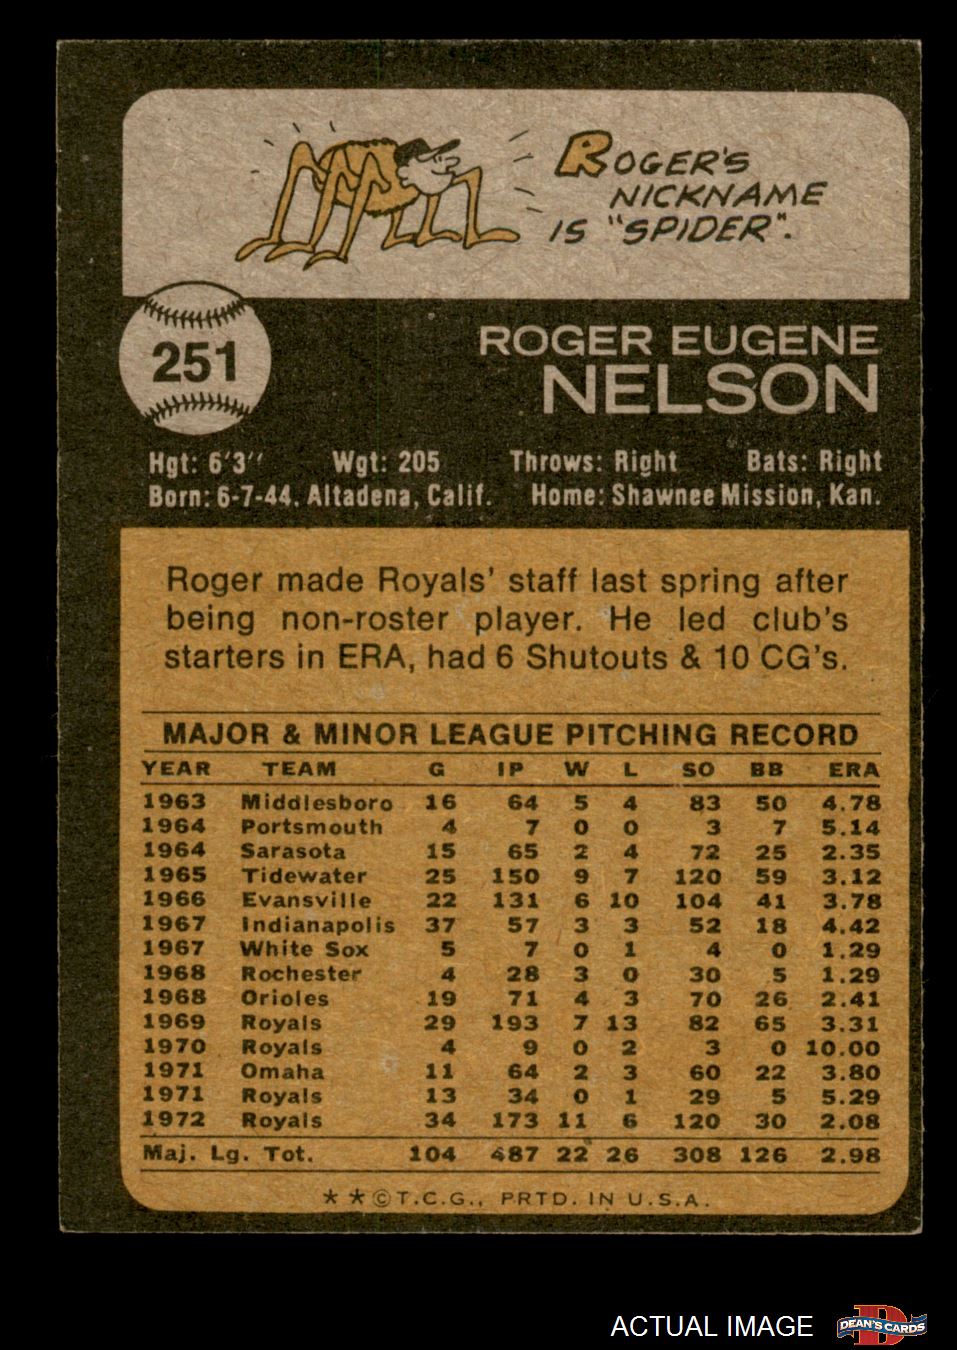 ROGER'S
NICKNAME
IS "SPIDER".
251
ROGER EUGENE
NELSON
Hgt: 6'3'' Wgt: 205 Throws: Right Bats: Right
Born: 6-7-44. Altadena, Calif. Home: Shawnee Mission, Kan.
Roger made Royals' staff last spring after
being non-roster player. He led club's
starters in ERA, had 6 Shutouts & 10 CG's.
MAJOR & MINOR LEAGUE PITCHING RECORD
YEAR TEAM G IP W L SO BB ERA
1963 Middlesboro 16 64 5 4 83 50 4.78
1964 Portsmouth 4 7 0 0 3 7 5.14
1964 Sarasota 15 65 2 4 72 25 2.35
1965 Tidewater 25 150 9 7 120 59 3.12
1966 Evansville 22 131 6 10 104 41 3.78
1967 Indianapolis 37 57 3 3 52 18 4.42
1967 White Sox 5 7 0 1 4 0 1.29
1968 Rochester 4 28 3 0 30 5 1.29
1968 Orioles 19 71 4 3 70 26 2.41
1969 Royals 29 193 7 13 82 65 3.31
1970 Royals 4 9 0 2 3 0 10.00
1971 Omaha 11 64 2 3 60 22 3.80
1971 Royals 13 34 0 1 29 5 5.29
1972 Royals 34 173 11 6 120 30 2.08
Maj. Lg. Tot. 104 487 22 26 308 126 2.98
* * © T.C.G., PRTD. IN U.S.A.
ACTUAL IMAGE D DEAN'S CARDS